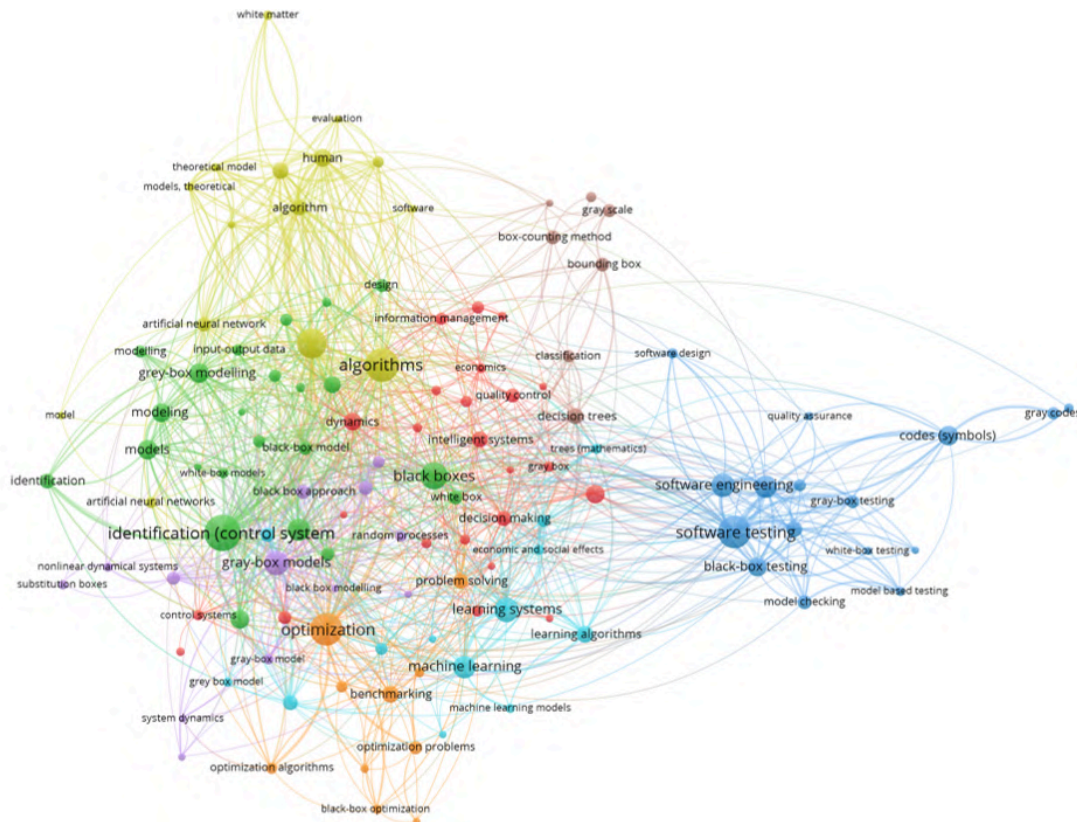 white matter
evaluation
human
theoretical model
models, theoretical
algorithm
software
gray scale
box-counting method
bounding box
design
information management
artificial neural network
input-output data
modelling
algorithms
classification
software design
economics
grey-box modelling
quality control
model
modeling
dynamics
decision trees
quality assurance
gray codes
codes (symbols)
intelligent systems
models
black-box model
trees (mathematics)
gray box
white-box models
black boxes
identification
software engineering
black box approach
white box
gray-box testing
artificial neural networks
decision making
identification (control system
random processes
software testing
economic and social effects
white-box testing
gray-box models
nonlinear dynamical systems
black-box testing
substitution boxes
problem solving
black box modelling
model based testing
model checking
learning systems
control systems
optimization
learning algorithms
gray-box model
machine learning
grey box model
benchmarking
machine learning models
system dynamics
optimization problems
optimization algorithms
black-box optimization